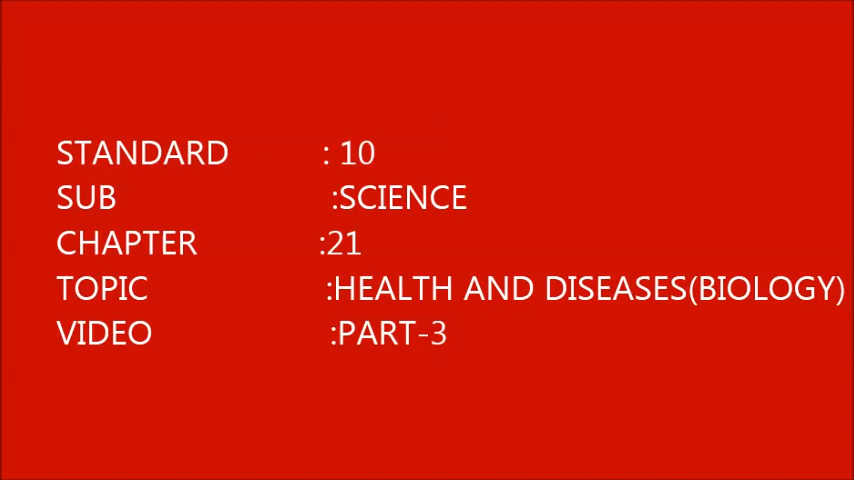 STANDARD : 10
SUB :SCIENCE
CHAPTER :21
TOPIC :HEALTH AND DISEASES(BIOLOGY)
VIDEO :PART-3